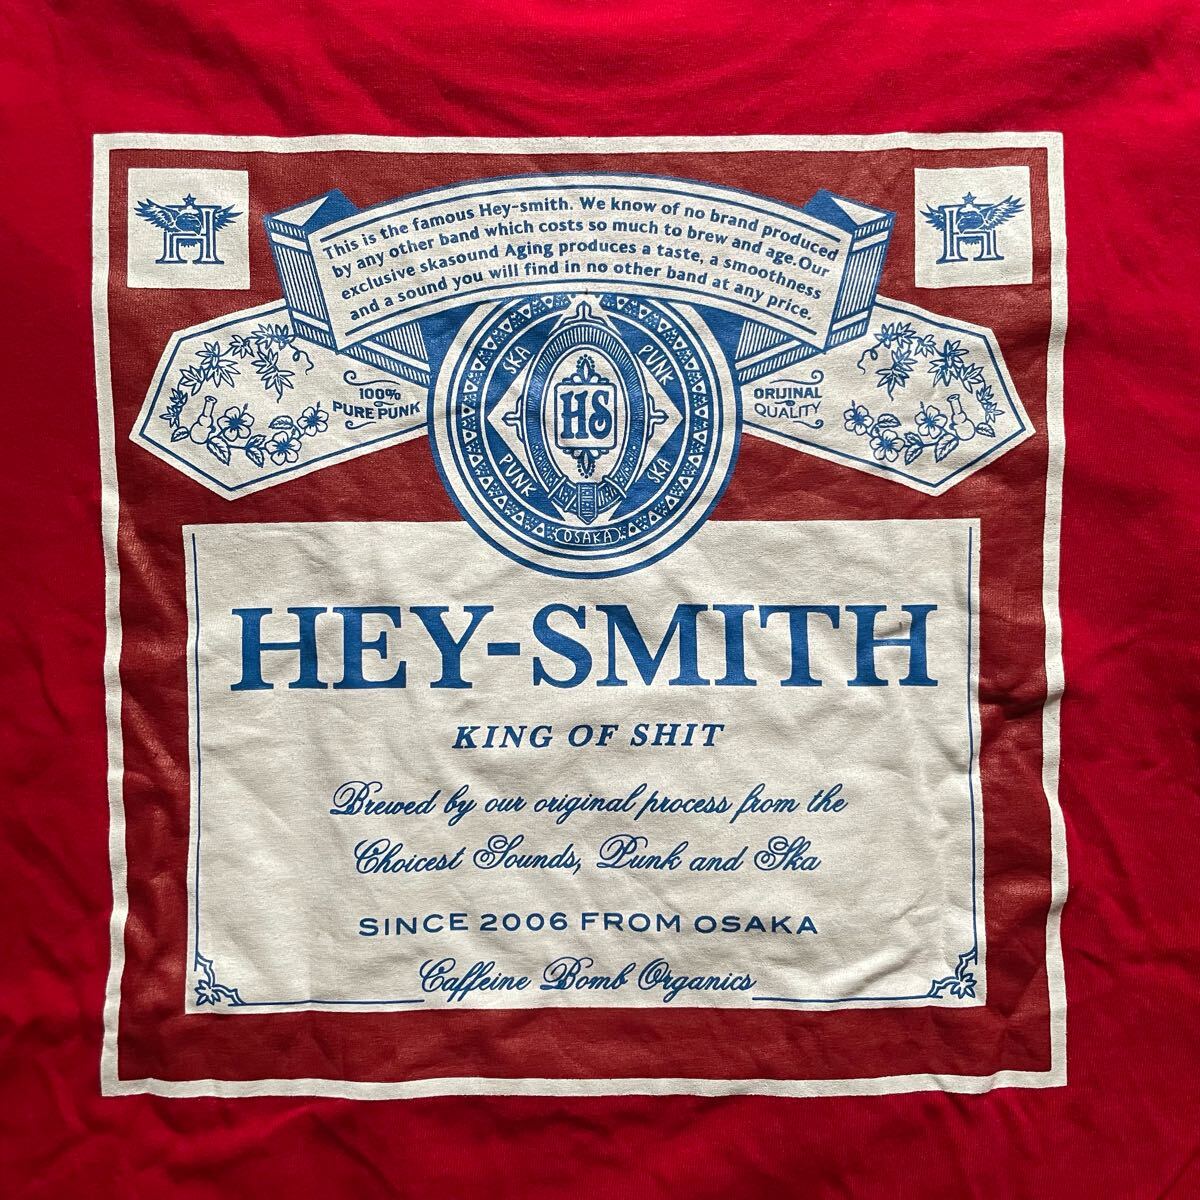 H
H
This is the famous Hey-smith. We know of no brand produced
by any other band which costs so much to brew and age.Our
exclusive skasound Aging produces a taste, a smoothness
and a sound you will find in no other band at any price.
100%
PURE PUNK
SKA
PUNK
HS
PUNK
SKA
OSAKA
ORIJINAL
QUALITY
HEY-SMITH
KING OF SHIT
Brewed by our original process from the
Choicest Sounds, Punk and Ska
SINCE 2006 FROM OSAKA
Caffeine Bomb Organics